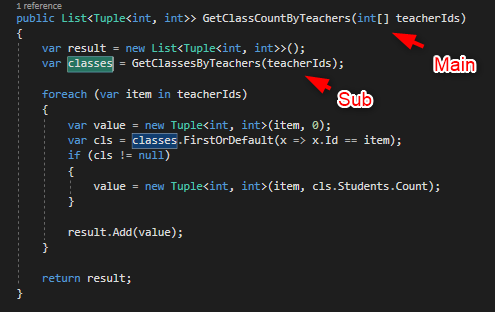 1 reference
public List<Tuple<int, int>> GetClassCountByTeachers(int[] teacherIds)
{
var result = new List<Tuple<int, int>>();
Main
var classes = GetClassesByTeachers(teacherIds);
Sub
foreach (var item in teacherIds)
{
var value = new Tuple<int, int>(item, 0);
var cls = classes.FirstOrDefault(x => x.Id == item);
if (cls != null)
{
value = new Tuple<int, int>(item, cls.Students.Count);
}
result.Add(value);
}
return result;
}